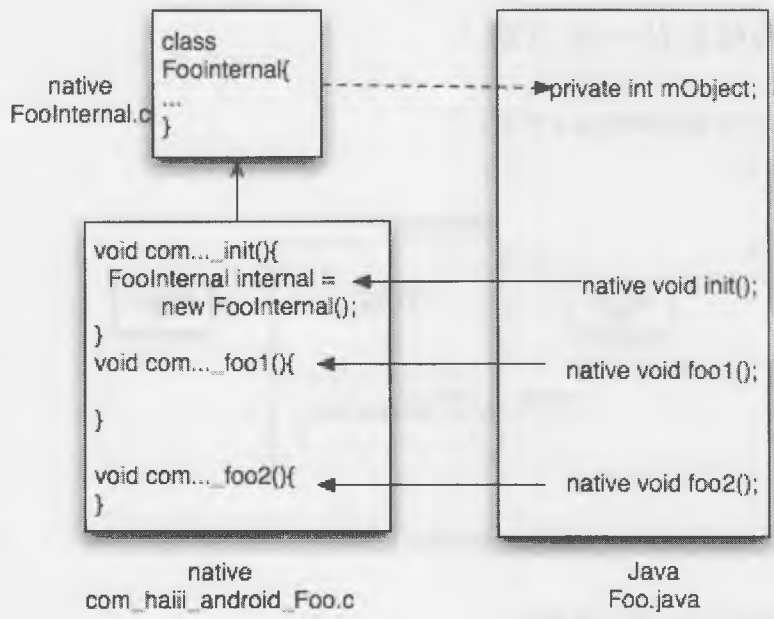 class
Foointernal{
...
}
native
FooInternal.c
private int mObject;
void com..._init(){
FooInternal internal =
new FooInternal();
}
void com..._foo1(){
}
void com..._foo2(){
}
native void init();
native void foo1();
native void foo2();
native
com_haiii_android_Foo.c
Java
Foo.java